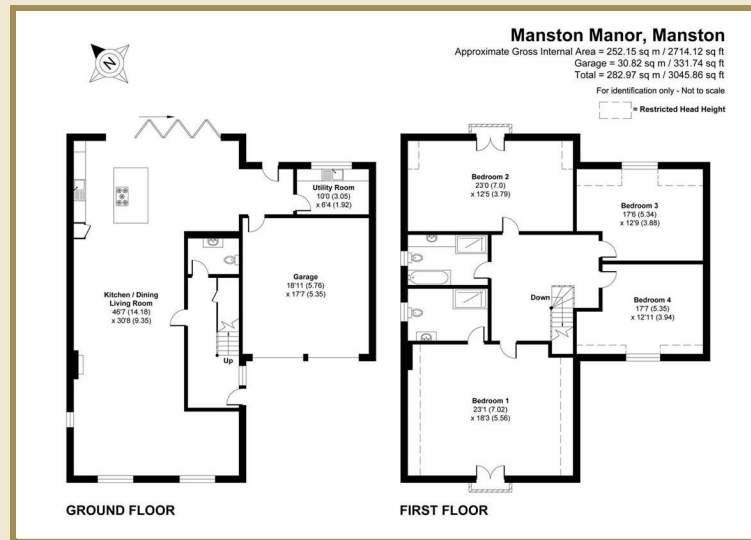 Manston Manor, Manston
Approximate Gross Internal Area = 252.15 sq m / 2714.12 sq ft
Garage = 30.82 sq m / 331.74 sq ft
Total = 282.97 sq m / 3045.86 sq ft
For identification only - Not to scale
= Restricted Head Height
N
Utility Room
10'0 (3.05)
x 6'4 (1.92)
Garage
18'11 (5.76)
x 17'7 (5.35)
Kitchen / Dining
Living Room
46'7 (14.18)
x 30'8 (9.35)
Up
GROUND FLOOR
Bedroom 2
23'0 (7.0)
x 12'5 (3.79)
Bedroom 3
17'6 (5.34)
x 12'9 (3.88)
Down
Bedroom 4
17'7 (5.35)
x 12'11 (3.94)
Bedroom 1
23'1 (7.02)
x 18'3 (5.56)
FIRST FLOOR